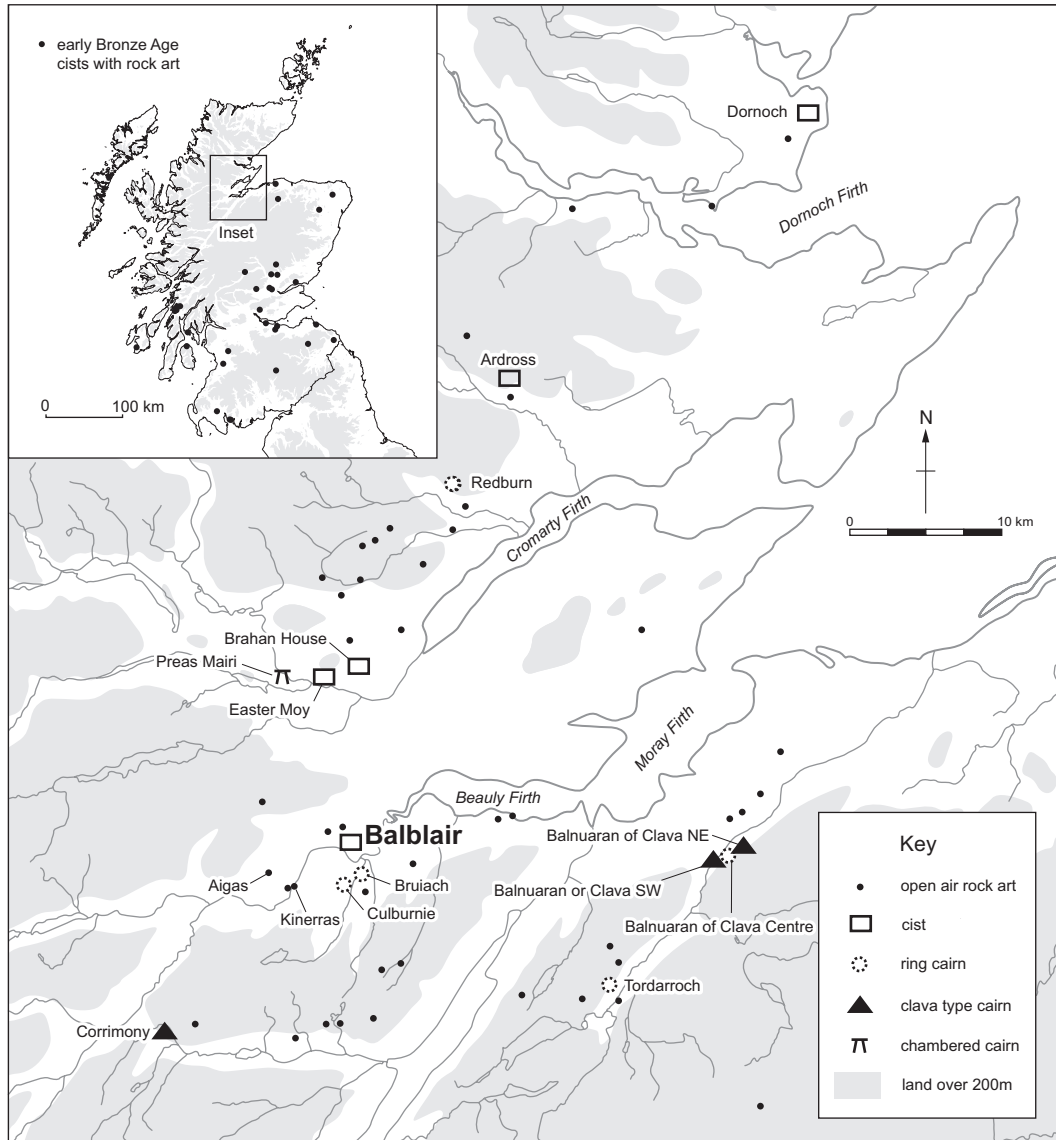 early Bronze Age
cists with rock art
Inset
0 100 km
Dornoch
Dornoch Firth
Ardross
N
0 10 km
Redburn
Cromarty Firth
Brahan House
Preas Mairi
Easter Moy
Moray Firth
Beauly Firth
Balblair
Balnuaran of Clava NE
Aigas
Bruiach
Balnuaran or Clava SW
Kinerras
Culburnie
Balnuaran of Clava Centre
Tordarroch
Corrimony
Key
open air rock art
cist
ring cairn
clava type cairn
chambered cairn
land over 200m